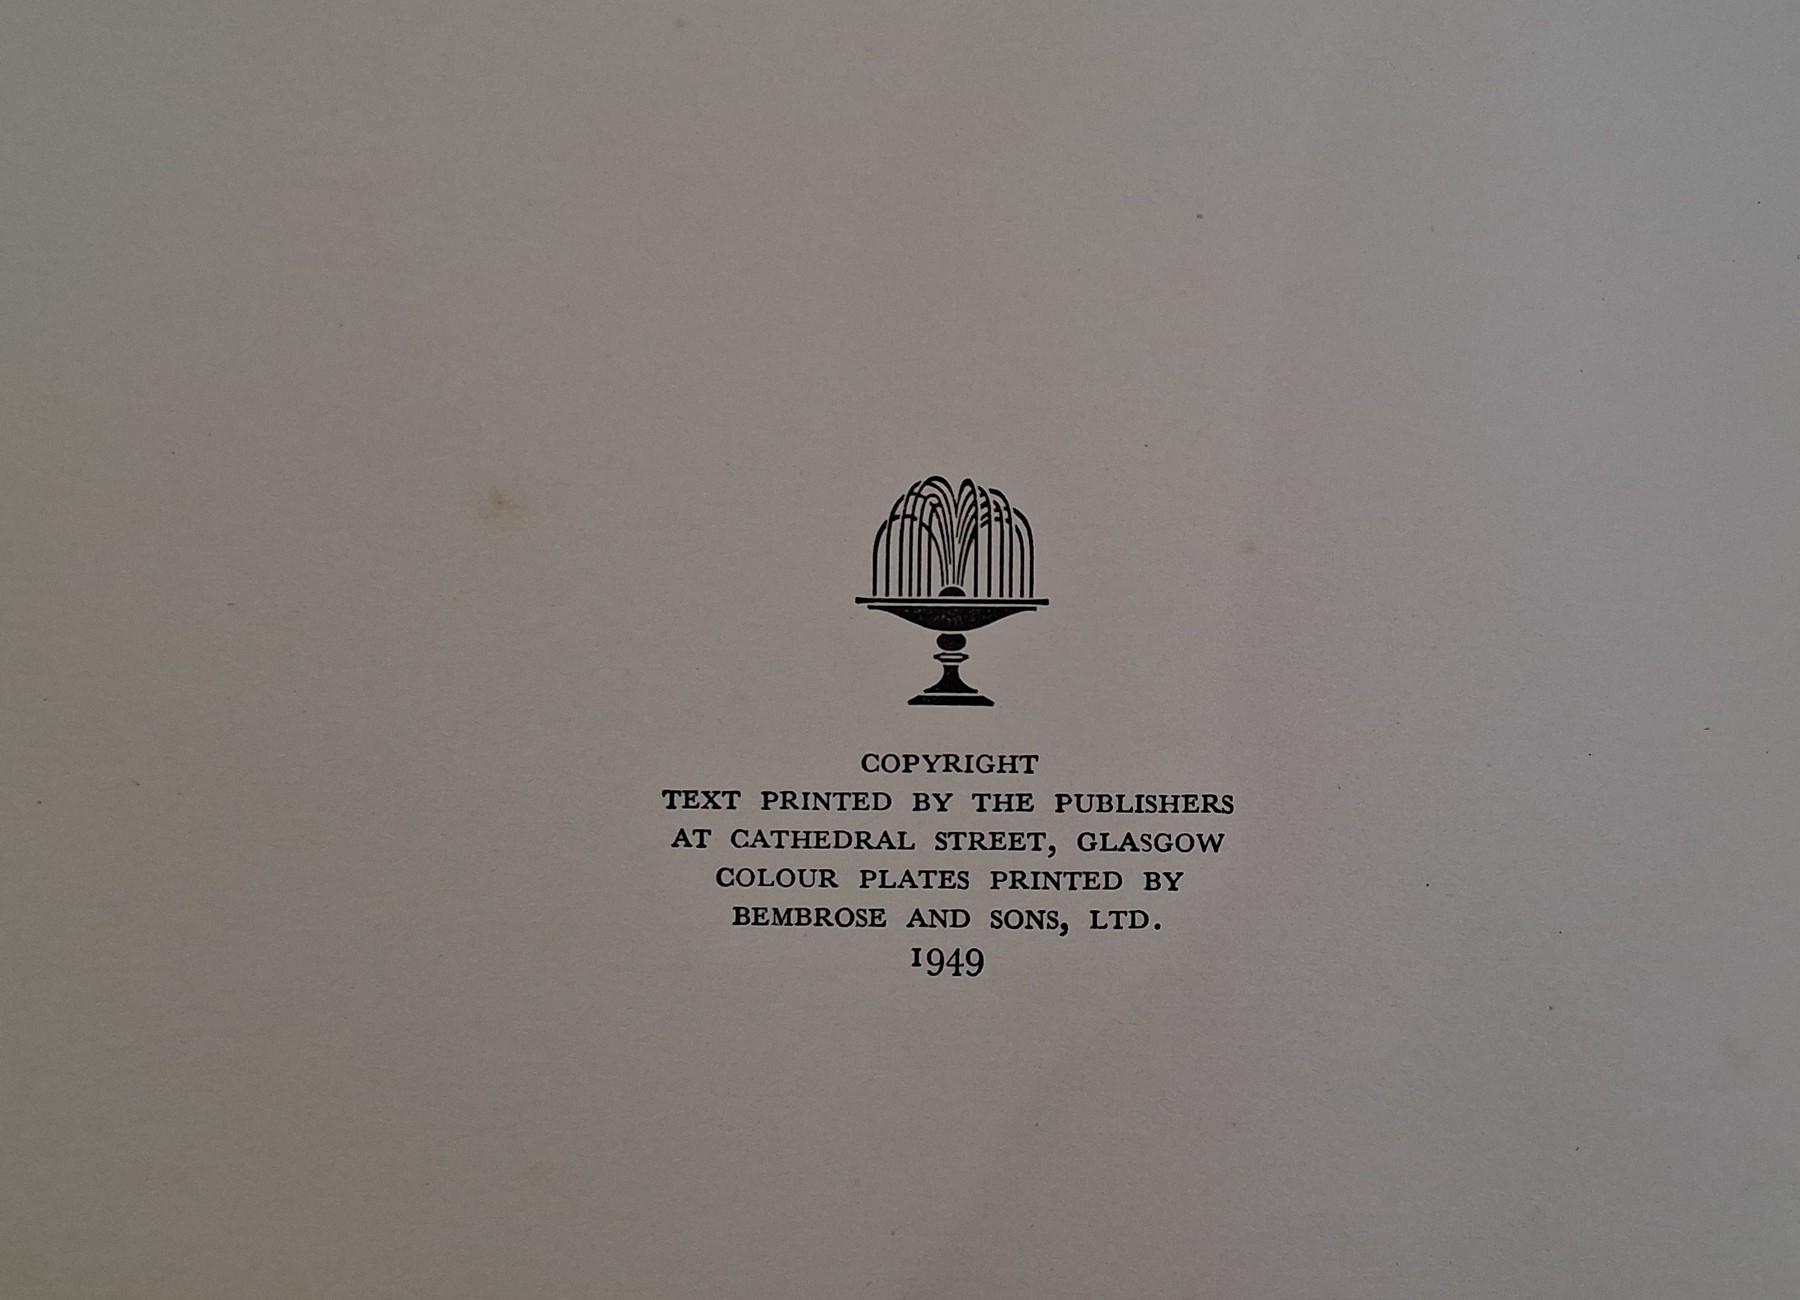 COPYRIGHT
TEXT PRINTED BY THE PUBLISHERS
AT CATHEDRAL STREET, GLASGOW
COLOUR PLATES PRINTED BY
BEMBROSE AND SONS, LTD.
1949